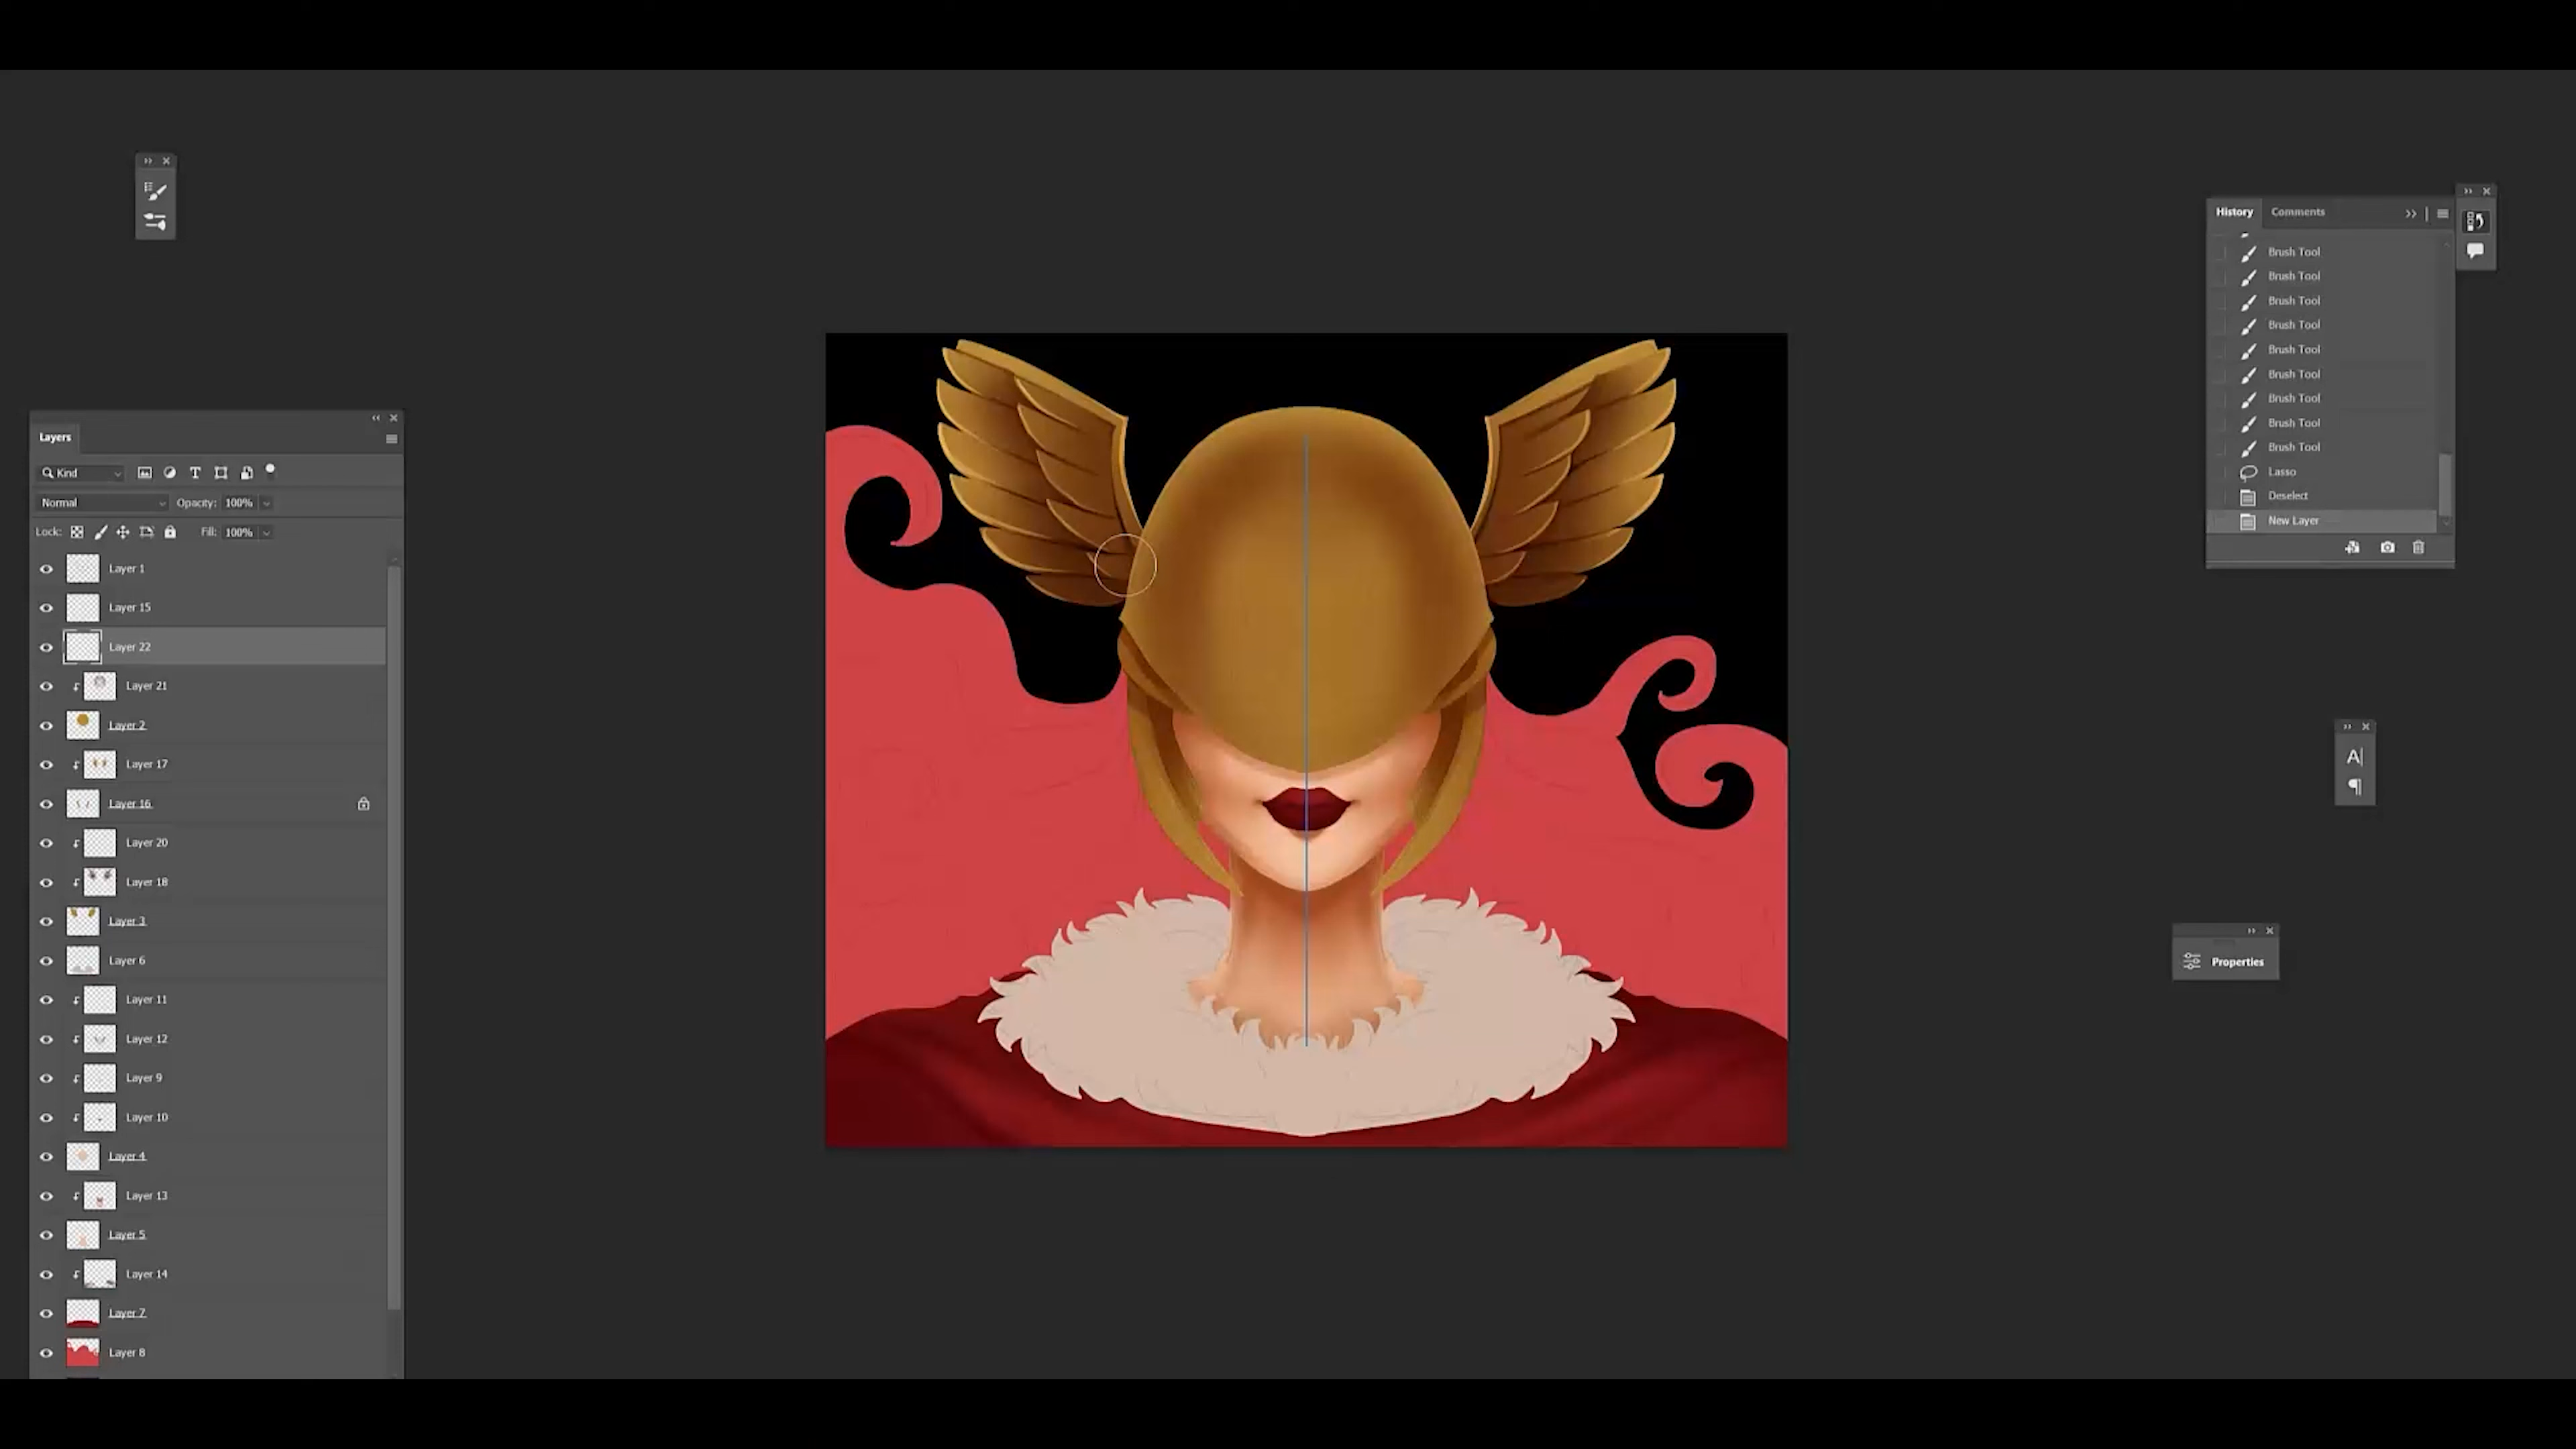 History Comments
Brush Tool
Brush Tool
Brush Tool
Brush Tool
Brush Tool
Brush Tool
Brush Tool
Brush Tool
Brush Tool
Lasso
Deselect
New Layer
Layers
Kind
Normal Opacity: 100%
Lock: Fill: 100%
Layer 1
Layer 15
Layer 22
Layer 21
Layer 2
Layer 17
Layer 16
Layer 20
Layer 18
Layer 3
Layer 6
Layer 11
Layer 12
Layer 9
Layer 10
Layer 4
Layer 13
Layer 5
Layer 14
Layer 7
Layer 8
Properties